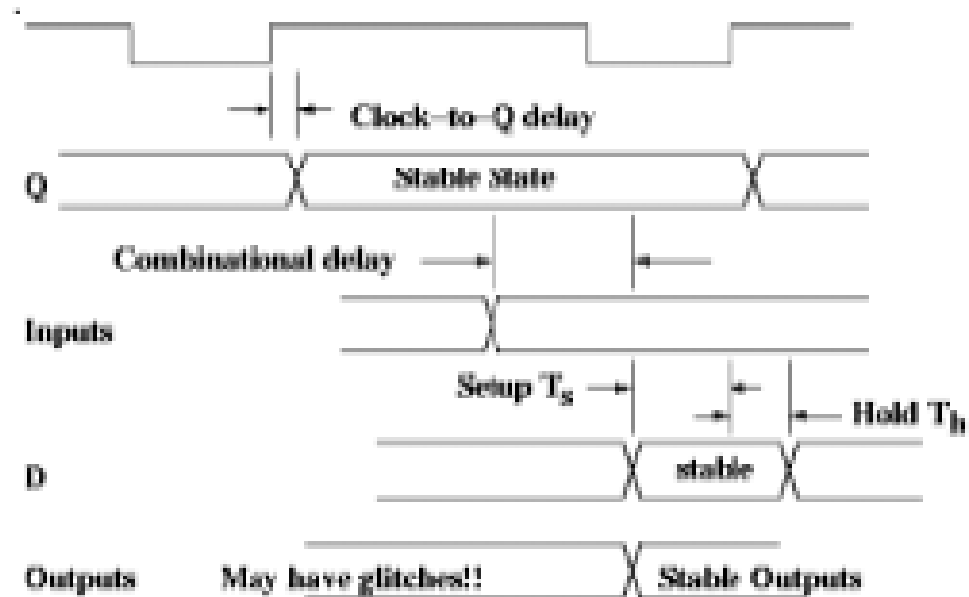 Clock-to-Q delay
Q
Stable State
Combinational delay
Inputs
Setup Ts
Hold Th
D
stable
Outputs
May have glitches!!
Stable Outputs